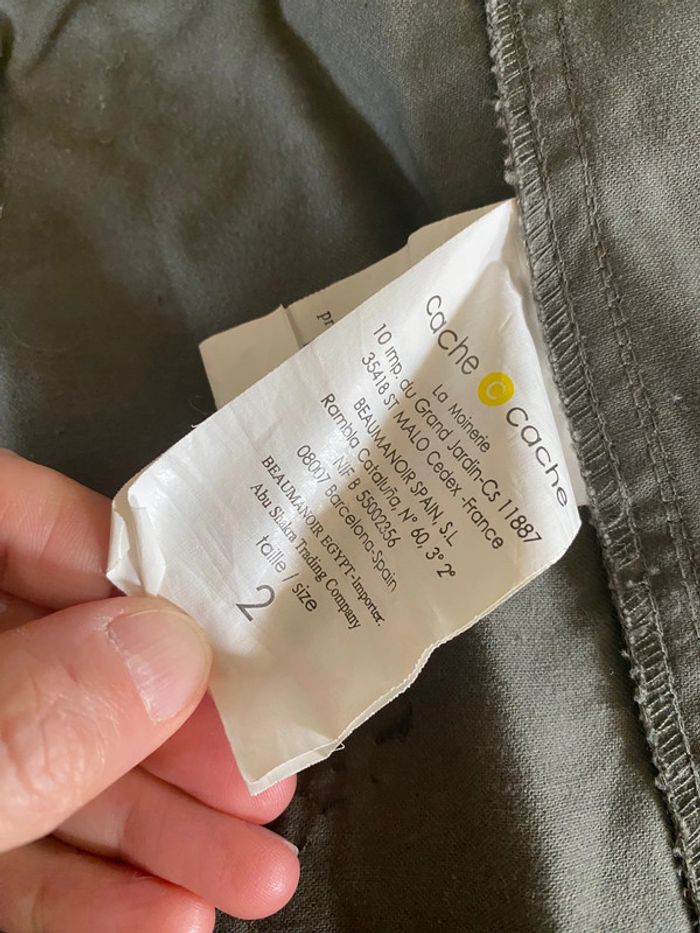 cache c cache
La Moinerie
10 imp. du Grand Jardin-Cs 11887
35418 ST MALO Cedex -France
BEAUMANOIR SPAIN, S.L
Rambla Cataluña, N° 60, 3° 2°
NIF B 55002356
08007 Barcelona-Spain
BEAUMANOIR EGYPT-importer.
Abu Shakra Trading Company
taille / size
2